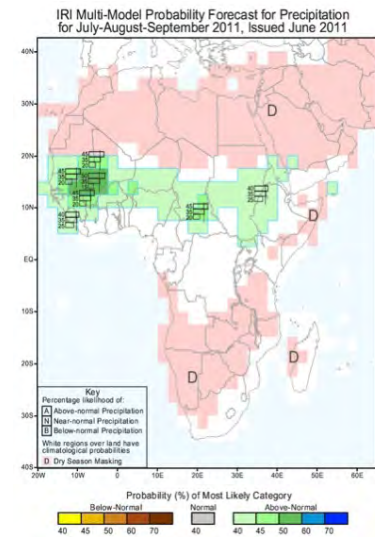 IRI Multi-Model Probability Forecast for Precipitation
for July-August-September 2011, Issued June 2011
40N
30N
20N
10N
EQ
10S
20S
30S
40S
20W 10W 0 10E 20E 30E 40E 50E 60E
D
D
D
D
Key
Percentage likelihood of:
A Above-normal Precipitation
N Near-normal Precipitation
B Below-normal Precipitation
White regions over land have
climatological probabilities
D Dry Season Masking
Probability (%) of Most Likely Category
Below-Normal Normal Above-Normal
40 45 50 60 70 40 40 45 50 60 70